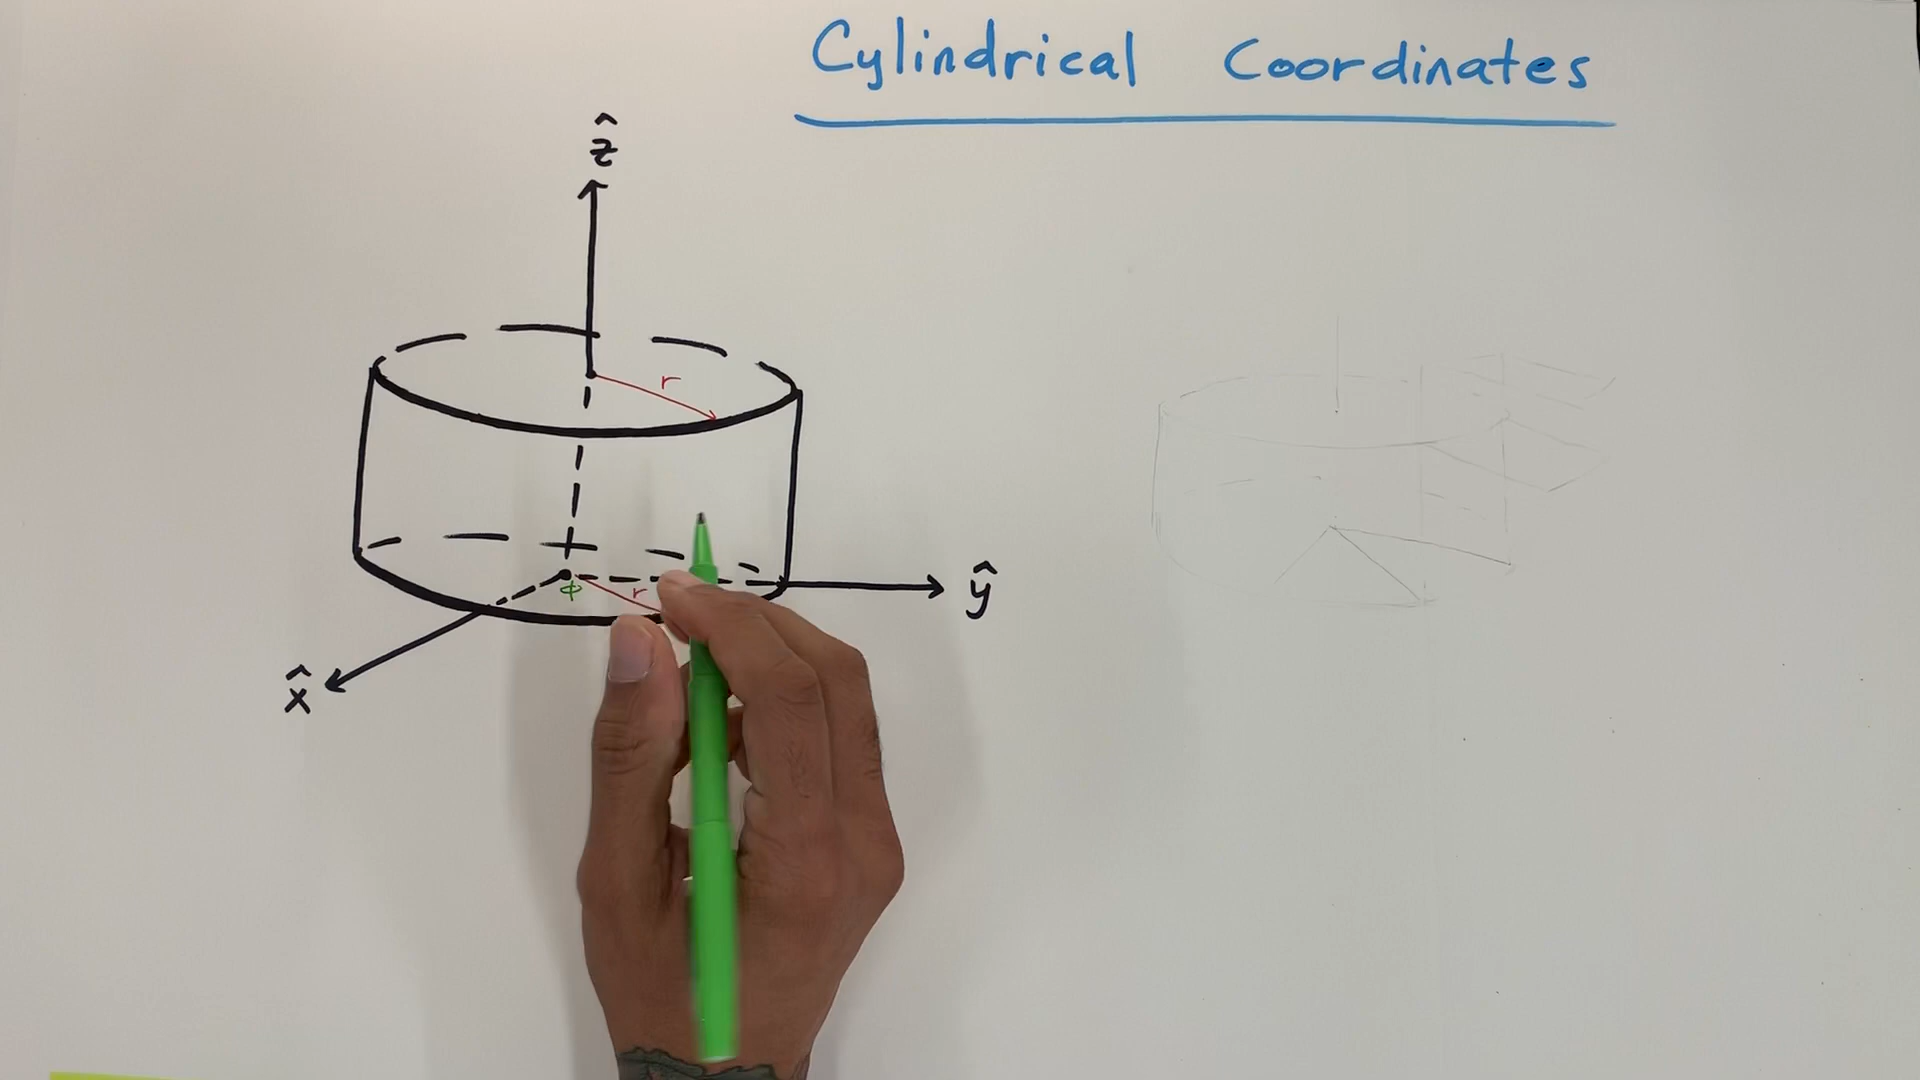 Cylindrical Coordinates
ẑ
r
ŷ
ϕ r
x̂